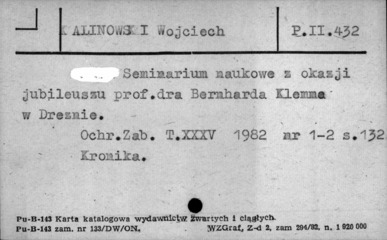 KALINOWSKI Wojciech P.II.432
Seminarium naukowe z okazji
jubileuszu prof.dra Bernharda Klemma
w Dreznie.
Ochr.Zab. T.XXXV 1982 nr 1-2 s.132
Kronika.
Pu-B-143 Karta katalogowa wydawnictw zwartych i ciągłych.
Pu-B-143 zam. nr 133/DW/ON. WZGraf, Z-d 2, zam 294/82, n. 1 920 000